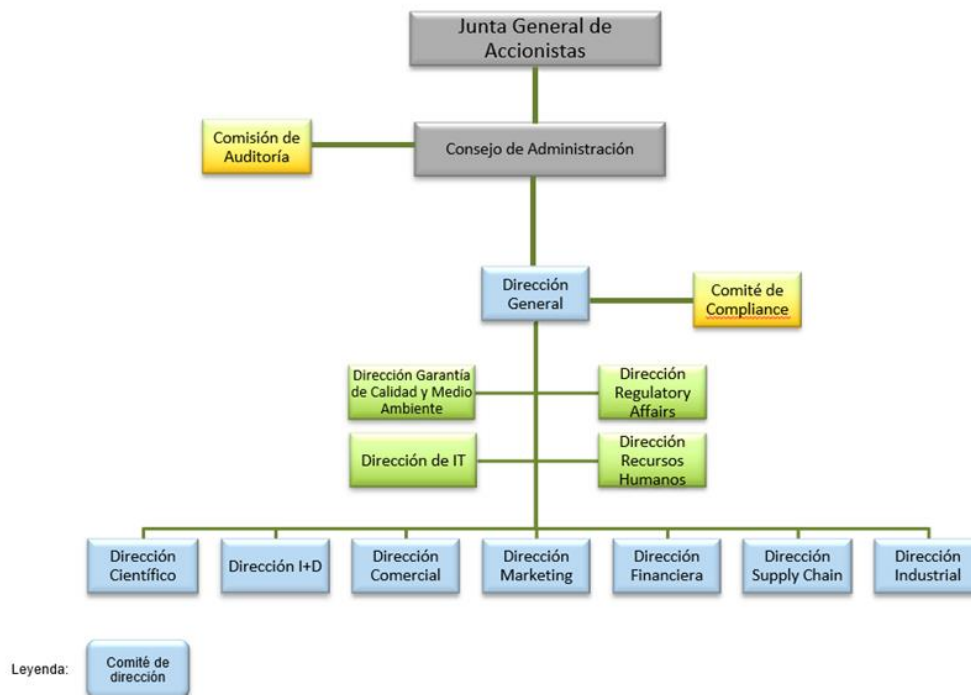 Junta General de
Accionistas
Comisión de
Auditoría
Consejo de Administración
Dirección
General
Comité de
Compliance
Dirección Garantía
de Calidad y Medio
Ambiente
Dirección
Regulatory
Affairs
Dirección de IT
Dirección
Recursos
Humanos
Dirección
Científico
Dirección I+D
Dirección
Comercial
Dirección
Marketing
Dirección
Financiera
Dirección
Supply Chain
Dirección
Industrial
Leyenda:
Comité de
dirección